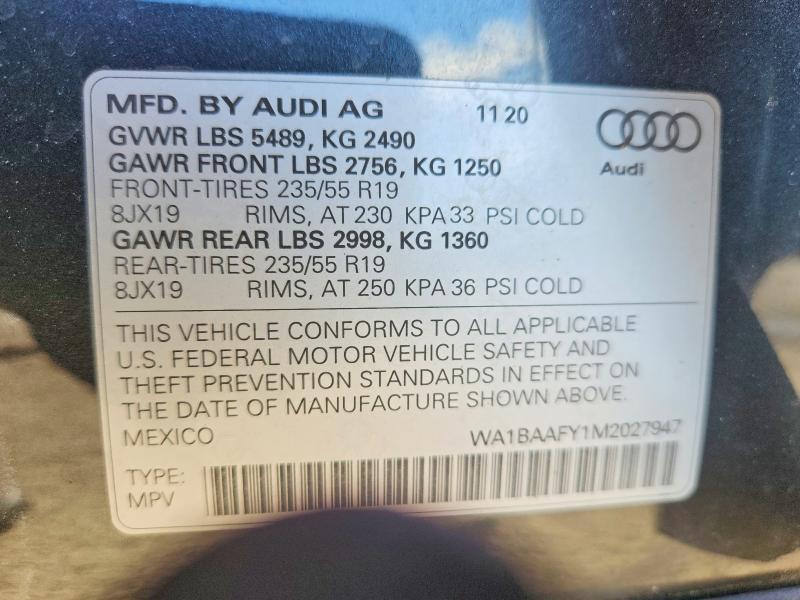 MFD. BY AUDI AG 11 20
GVWR LBS 5489, KG 2490
GAWR FRONT LBS 2756, KG 1250
Audi
FRONT-TIRES 235/55 R19
8JX19 RIMS, AT 230 KPA 33 PSI COLD
GAWR REAR LBS 2998, KG 1360
REAR-TIRES 235/55 R19
8JX19 RIMS, AT 250 KPA 36 PSI COLD
THIS VEHICLE CONFORMS TO ALL APPLICABLE
U.S. FEDERAL MOTOR VEHICLE SAFETY AND
THEFT PREVENTION STANDARDS IN EFFECT ON
THE DATE OF MANUFACTURE SHOWN ABOVE.
MEXICO WA1BAAFY1M2027947
TYPE:
MPV